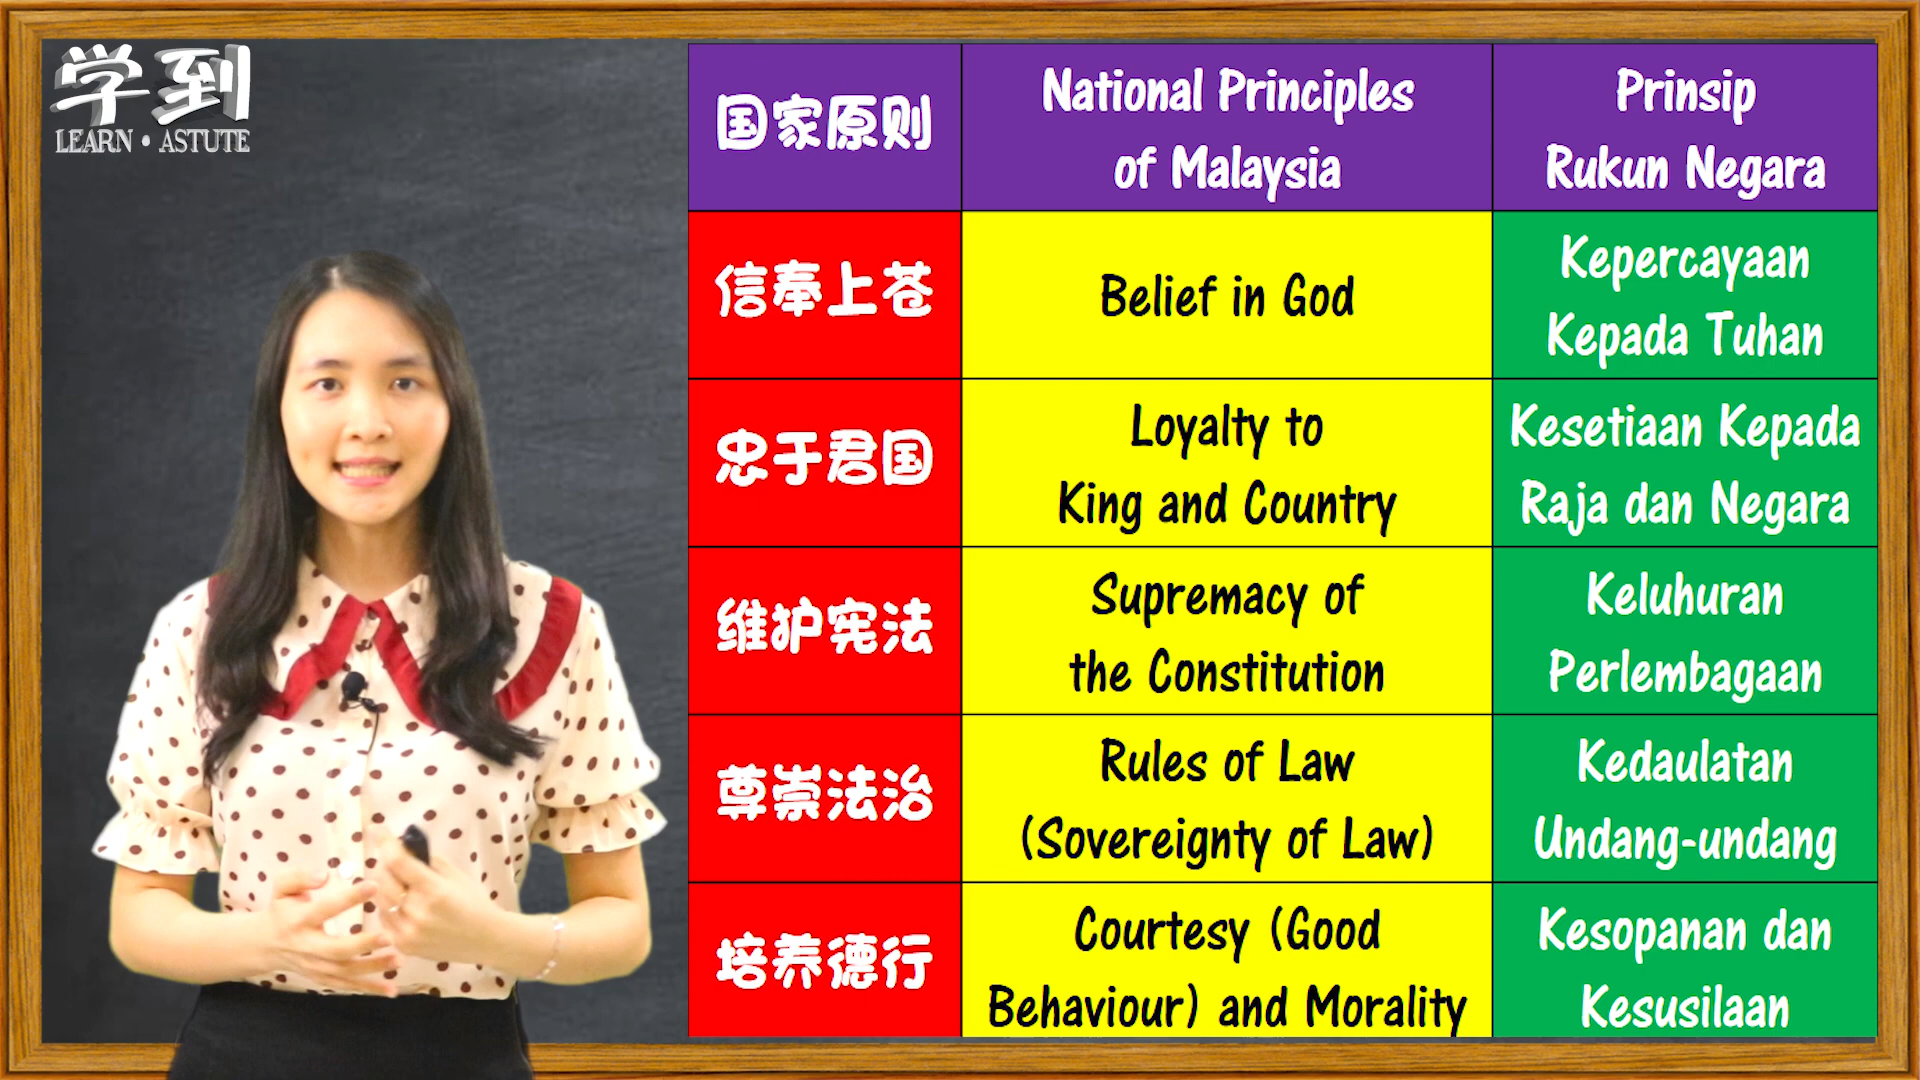 学到
LEARN • ASTUTE
国家原则
National Principles
of Malaysia
Prinsip
Rukun Negara
信奉上苍
Belief in God
Kepercayaan
Kepada Tuhan
忠于君国
Loyalty to
King and Country
Kesetiaan Kepada
Raja dan Negara
维护宪法
Supremacy of
the Constitution
Keluhuran
Perlembagaan
尊崇法治
Rules of Law
(Sovereignty of Law)
Kedaulatan
Undang-undang
培养德行
Courtesy (Good
Behaviour) and Morality
Kesopanan dan
Kesusilaan